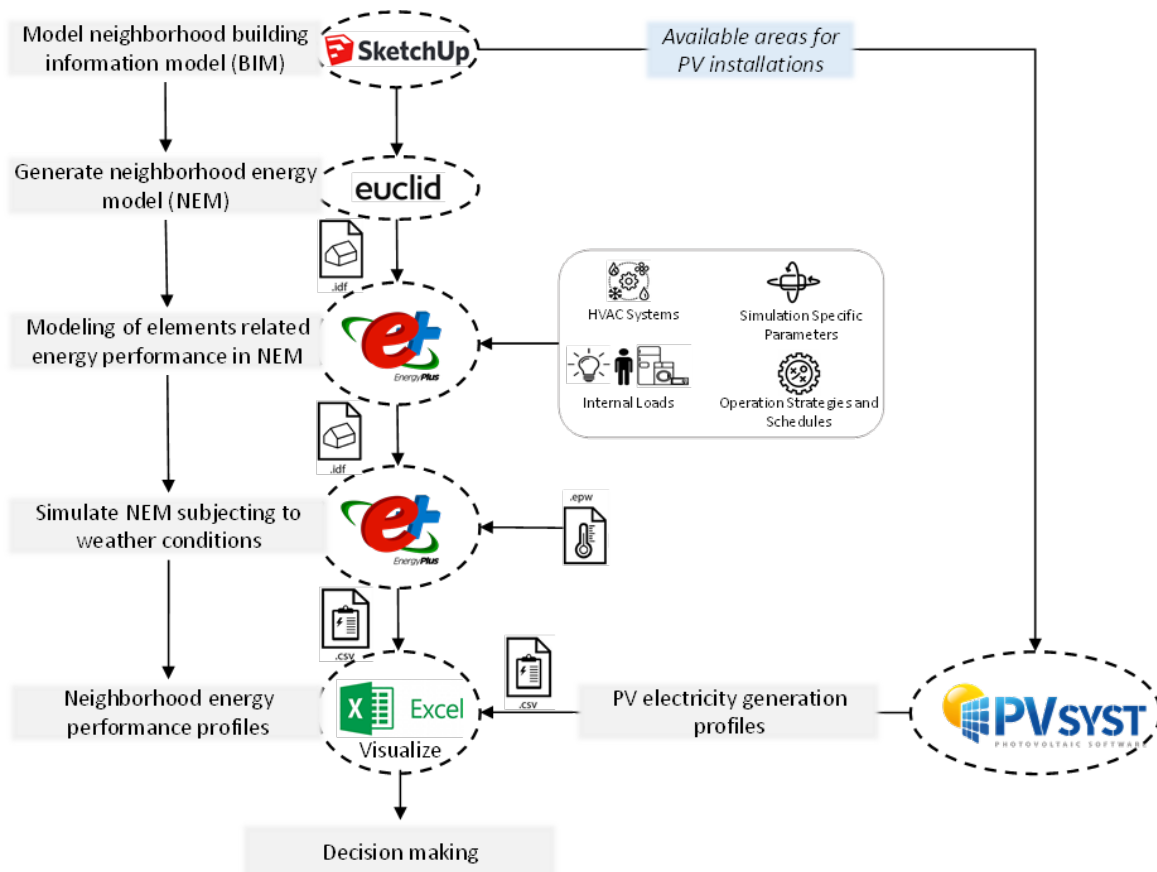 Model neighborhood building
information model (BIM)
SketchUp
Available areas for
PV installations
Generate neighborhood energy
model (NEM)
euclid
.idf
HVAC Systems
Simulation Specific
Parameters
Modeling of elements related
energy performance in NEM
e+
EnergyPlus
Internal Loads
Operation Strategies and
Schedules
.idf
.epw
Simulate NEM subjecting to
weather conditions
e+
EnergyPlus
.csv
.csv
Neighborhood energy
performance profiles
X Excel
Visualize
PV electricity generation
profiles
PVSYST
PHOTOVOLTAIC SOFTWARE
Decision making